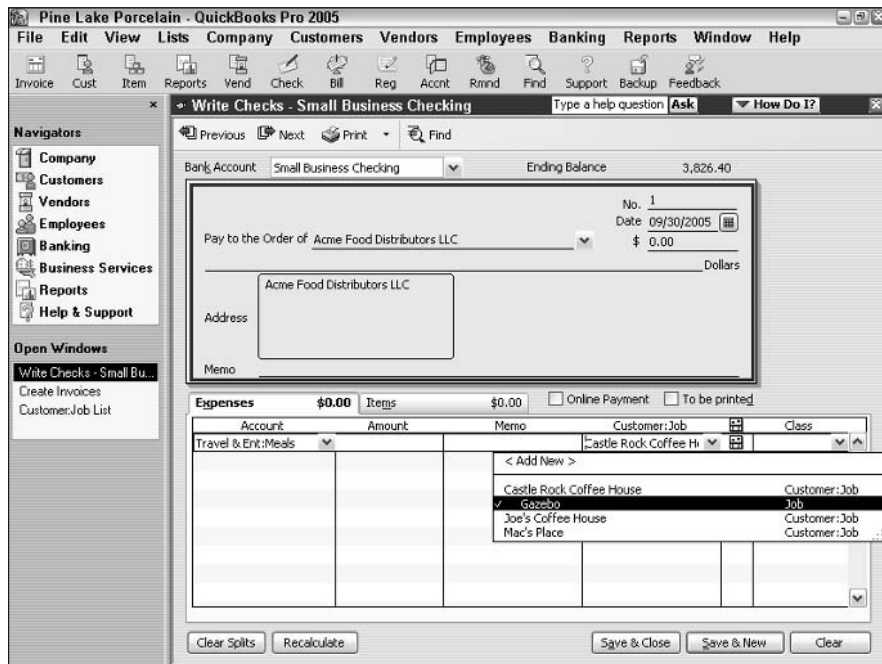 Pine Lake Porcelain - QuickBooks Pro 2005
File Edit View Lists Company Customers Vendors Employees Banking Reports Window Help
Invoice Cust Item Reports Vend Check Bill Reg Accnt Rmnd Find Support Backup Feedback
Write Checks - Small Business Checking Type a help question Ask How Do I?
Navigators
Company
Customers
Vendors
Employees
Banking
Business Services
Reports
Help & Support
Open Windows
Write Checks - Small Bu...
Create Invoices
Customer:Job List
Previous Next Print Find
Bank Account Small Business Checking Ending Balance 3,826.40
No. 1
Date 09/30/2005
Pay to the Order of Acme Food Distributors LLC $ 0.00
Dollars
Acme Food Distributors LLC
Address
Memo
Expenses $0.00 Items $0.00 Online Payment To be printed
Account Amount Memo Customer:Job Class
Travel & Ent:Meals Castle Rock Coffee H
< Add New >
Castle Rock Coffee House Customer:Job
Gazebo Job
Joe's Coffee House Customer:Job
Mac's Place Customer:Job
Clear Splits Recalculate Save & Close Save & New Clear